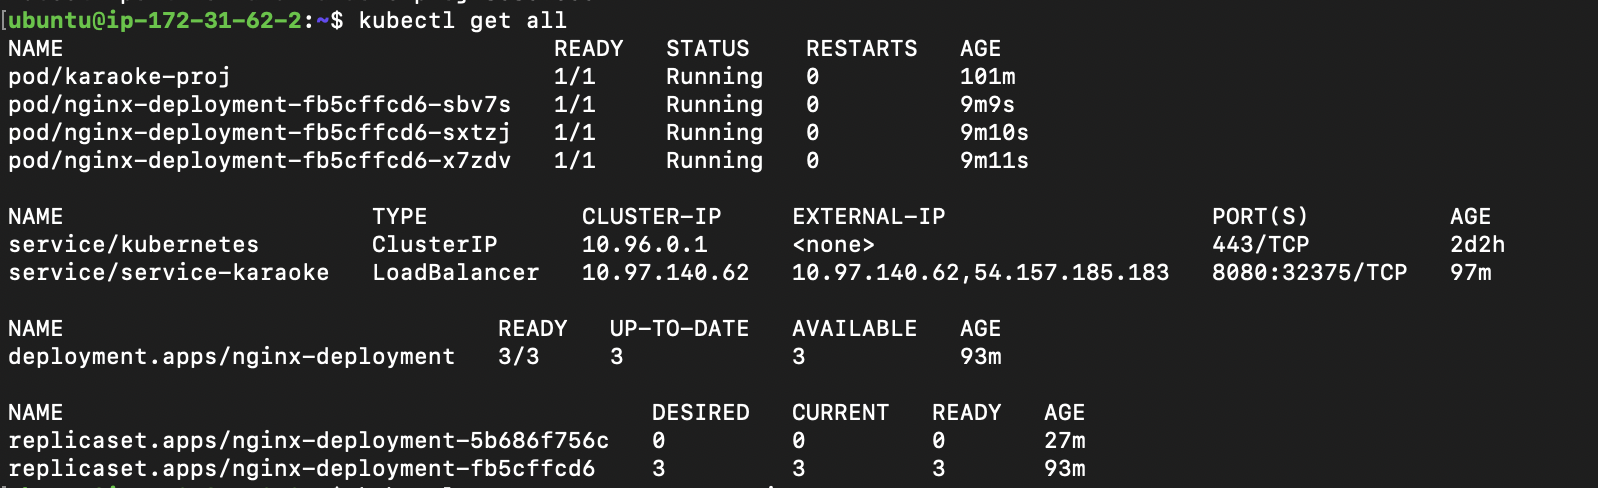 [ubuntu@ip-172-31-62-2:~$ kubectl get all
NAME READY STATUS RESTARTS AGE
pod/karaoke-proj 1/1 Running 0 101m
pod/nginx-deployment-fb5cffcd6-sbv7s 1/1 Running 0 9m9s
pod/nginx-deployment-fb5cffcd6-sxtzj 1/1 Running 0 9m10s
pod/nginx-deployment-fb5cffcd6-x7zdv 1/1 Running 0 9m11s
NAME TYPE CLUSTER-IP EXTERNAL-IP PORT(S) AGE
service/kubernetes ClusterIP 10.96.0.1 <none> 443/TCP 2d2h
service/service-karaoke LoadBalancer 10.97.140.62 10.97.140.62,54.157.185.183 8080:32375/TCP 97m
NAME READY UP-TO-DATE AVAILABLE AGE
deployment.apps/nginx-deployment 3/3 3 3 93m
NAME DESIRED CURRENT READY AGE
replicaset.apps/nginx-deployment-5b686f756c 0 0 0 27m
replicaset.apps/nginx-deployment-fb5cffcd6 3 3 3 93m